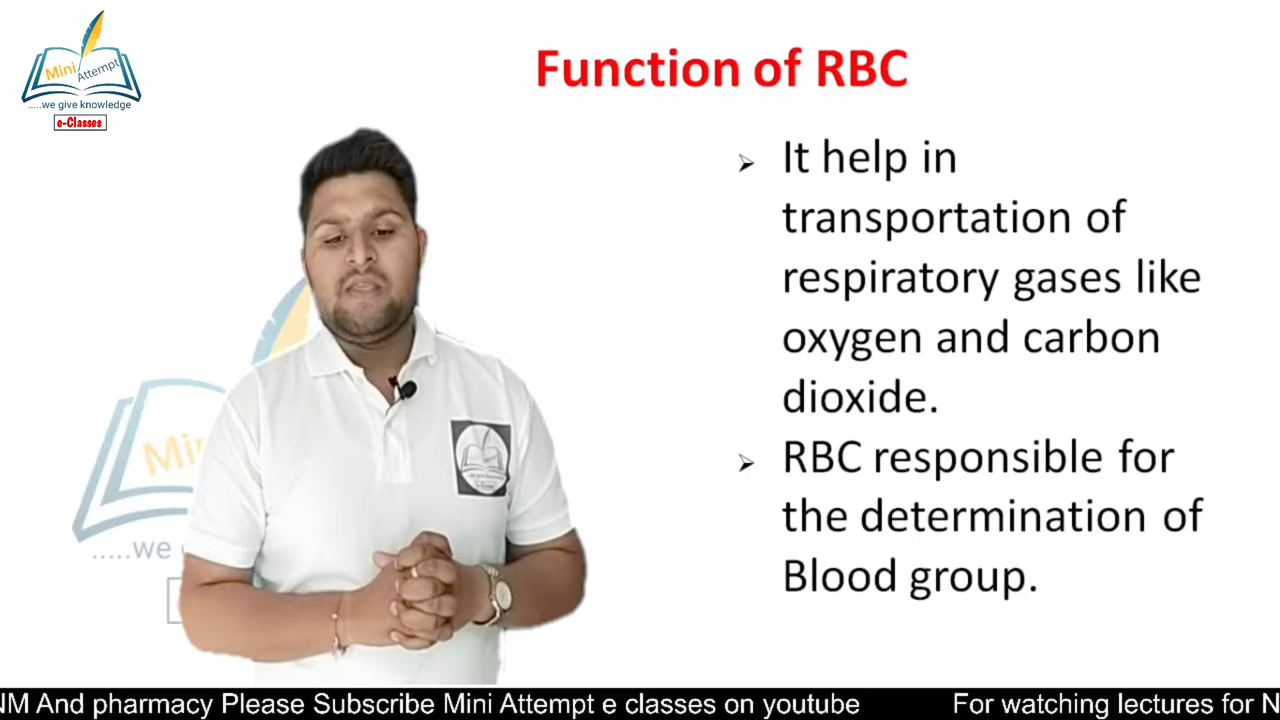 Mini Attempt
.....we give knowledge
e-Classes
Function of RBC
➢ It help in
transportation of
respiratory gases like
oxygen and carbon
dioxide.
➢ RBC responsible for
the determination of
Blood group.
Min
.....we
NM And pharmacy Please Subscribe Mini Attempt e classes on youtube For watching lectures for N